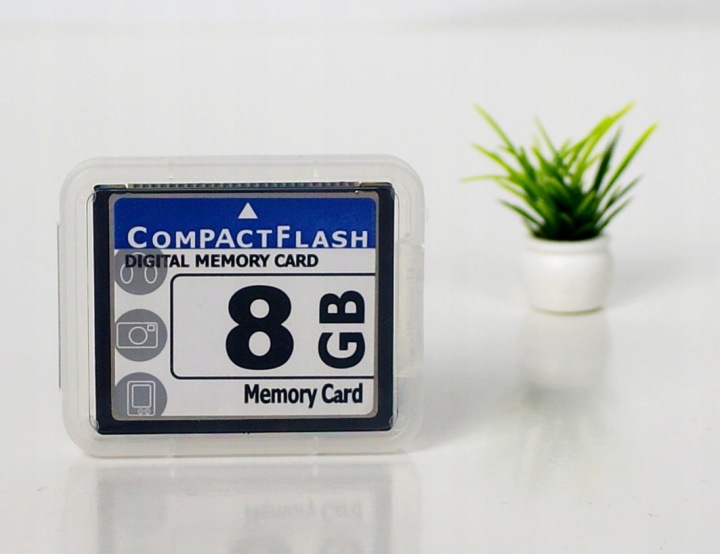 COMPACTFLASH
DIGITAL MEMORY CARD
8 GB
Memory Card